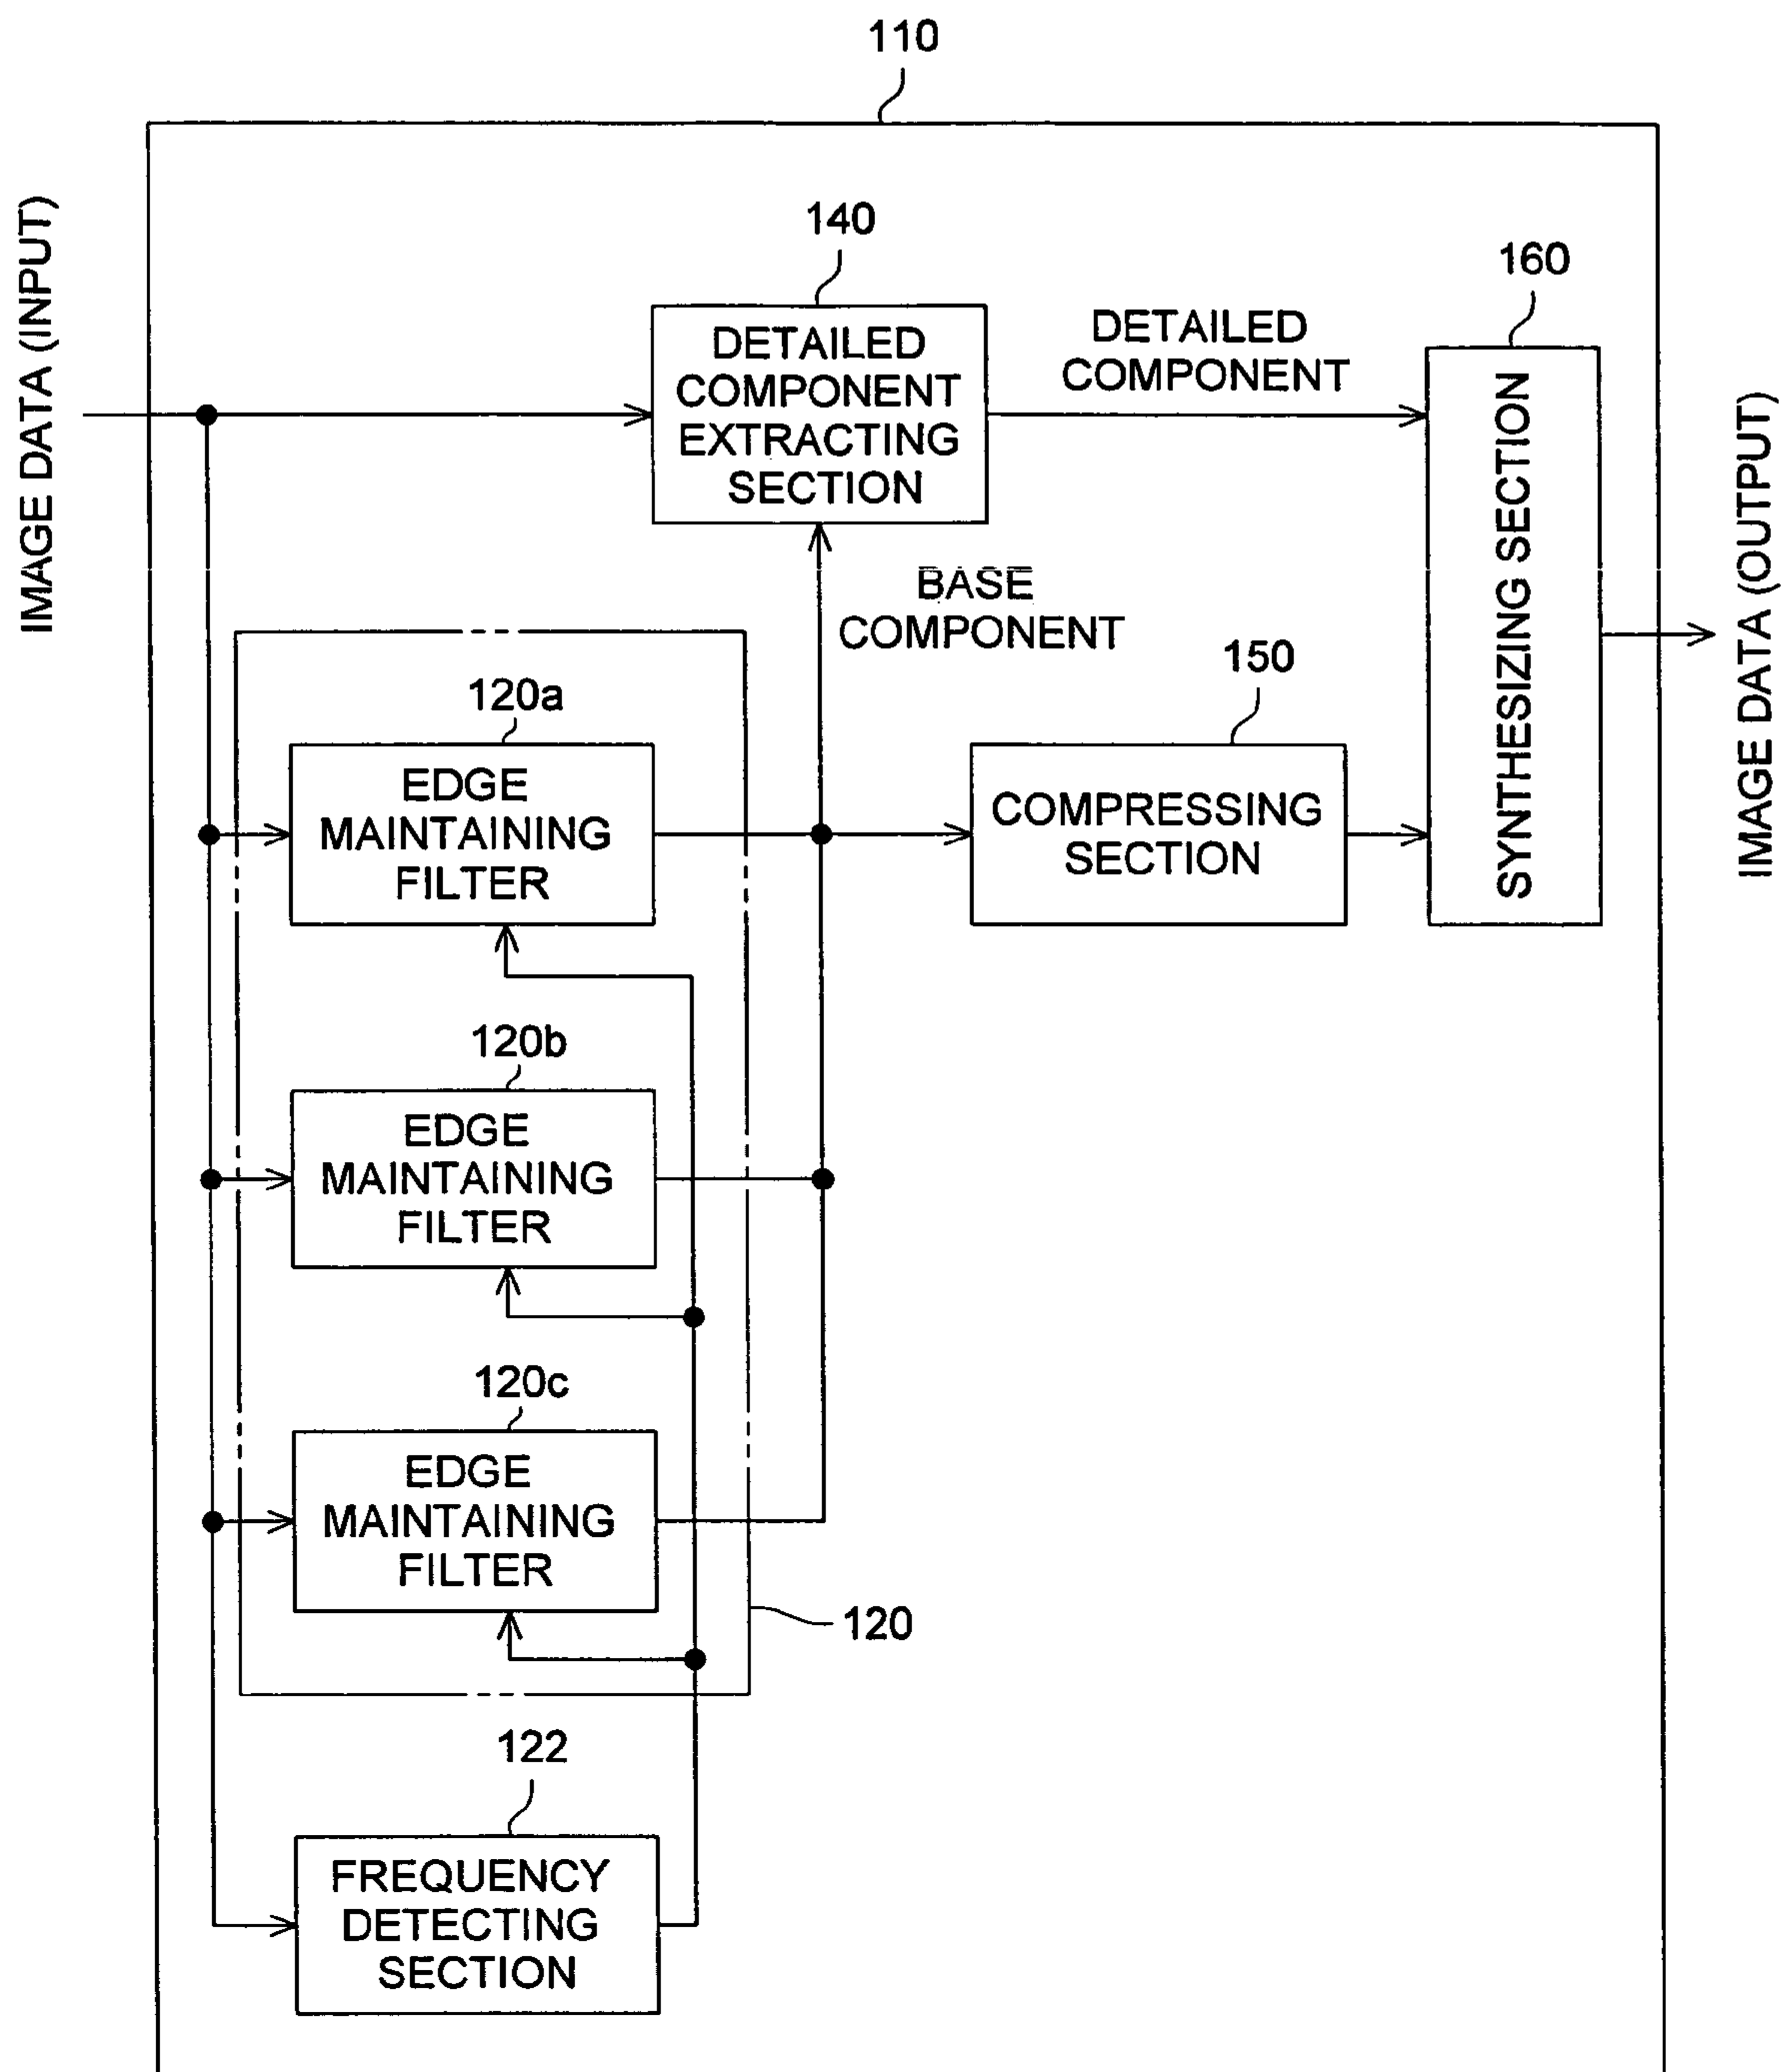 110
IMAGE DATA (INPUT)
140
DETAILED
COMPONENT
EXTRACTING
SECTION
DETAILED
COMPONENT
160
SYNTHESIZING SECTION
IMAGE DATA (OUTPUT)
BASE
COMPONENT
150
COMPRESSING
SECTION
120a
EDGE
MAINTAINING
FILTER
120b
EDGE
MAINTAINING
FILTER
120c
EDGE
MAINTAINING
FILTER
120
122
FREQUENCY
DETECTING
SECTION